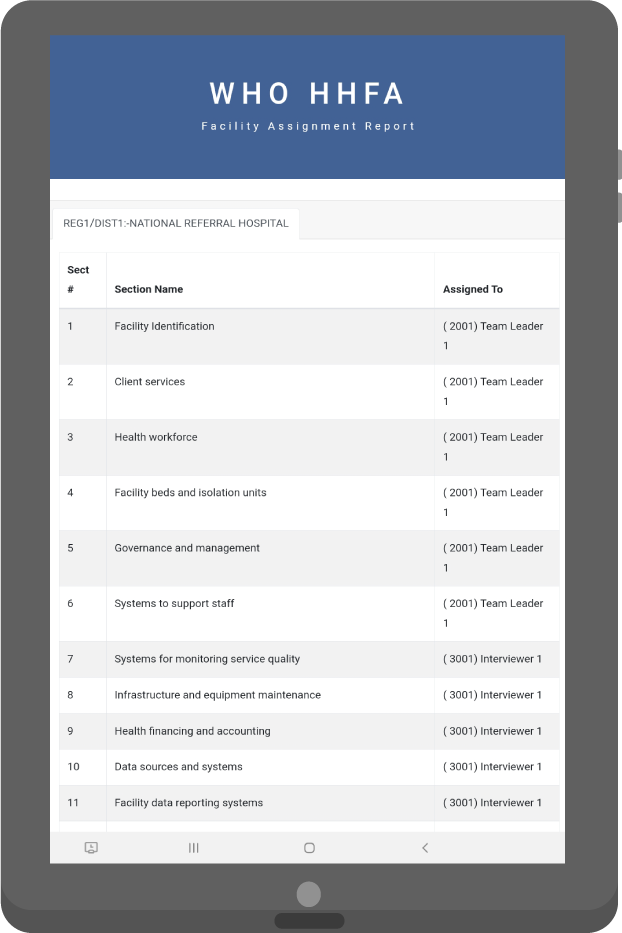 WHO HHFA
Facility Assignment Report
REG1/DIST1:-NATIONAL REFERRAL HOSPITAL
Sect
# Section Name Assigned To
1 Facility Identification ( 2001) Team Leader
1
2 Client services ( 2001) Team Leader
1
3 Health workforce ( 2001) Team Leader
1
4 Facility beds and isolation units ( 2001) Team Leader
1
5 Governance and management ( 2001) Team Leader
1
6 Systems to support staff ( 2001) Team Leader
1
7 Systems for monitoring service quality ( 3001) Interviewer 1
8 Infrastructure and equipment maintenance ( 3001) Interviewer 1
9 Health financing and accounting ( 3001) Interviewer 1
10 Data sources and systems ( 3001) Interviewer 1
11 Facility data reporting systems ( 3001) Interviewer 1